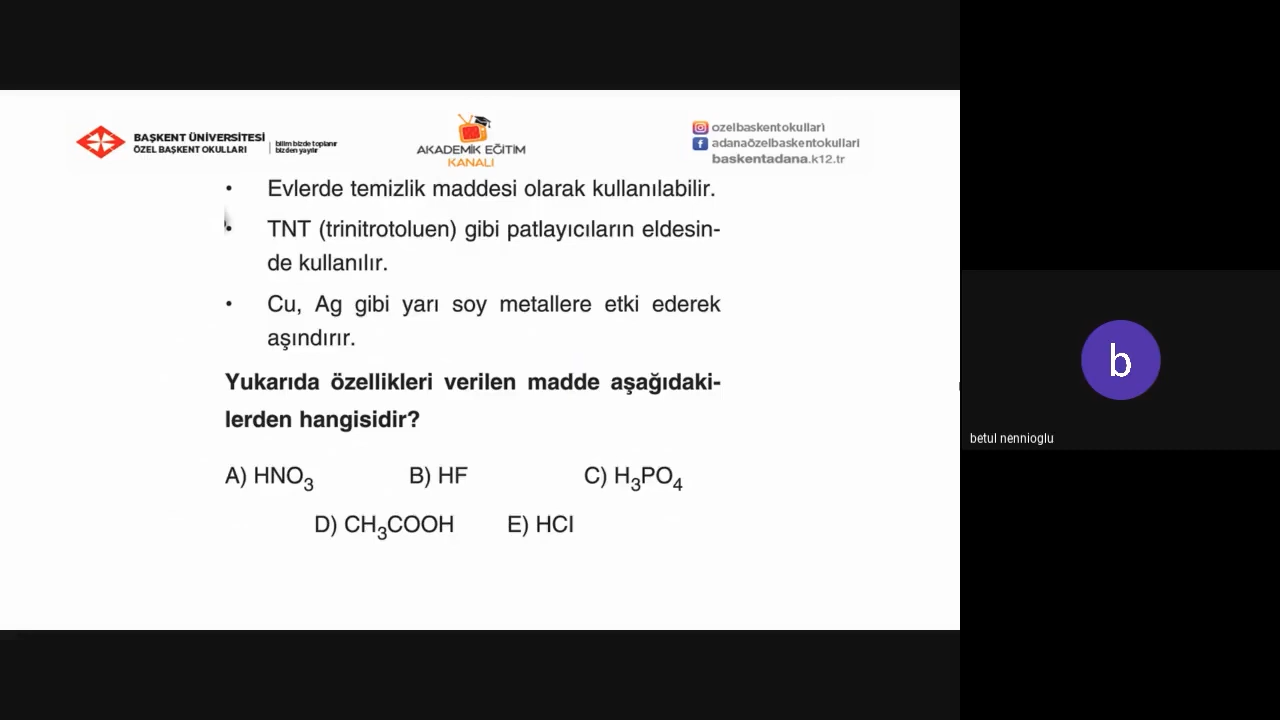 BAŞKENT ÜNİVERSİTESİ
ÖZEL BAŞKENT OKULLARI
bilim bizde toplanır
bizden yayılır
AKADEMİK EĞİTİM
KANALI
ozelbaskentokullari
adanaözelbaskentokullari
baskentadana.k12.tr
• Evlerde temizlik maddesi olarak kullanılabilir.
• TNT (trinitrotoluen) gibi patlayıcıların eldesin-
de kullanılır.
• Cu, Ag gibi yarı soy metallere etki ederek
aşındırır.
Yukarıda özellikleri verilen madde aşağıdaki-
lerden hangisidir?
A) HNO₃ B) HF C) H₃PO₄
D) CH₃COOH E) HCl
b
betul nennioglu